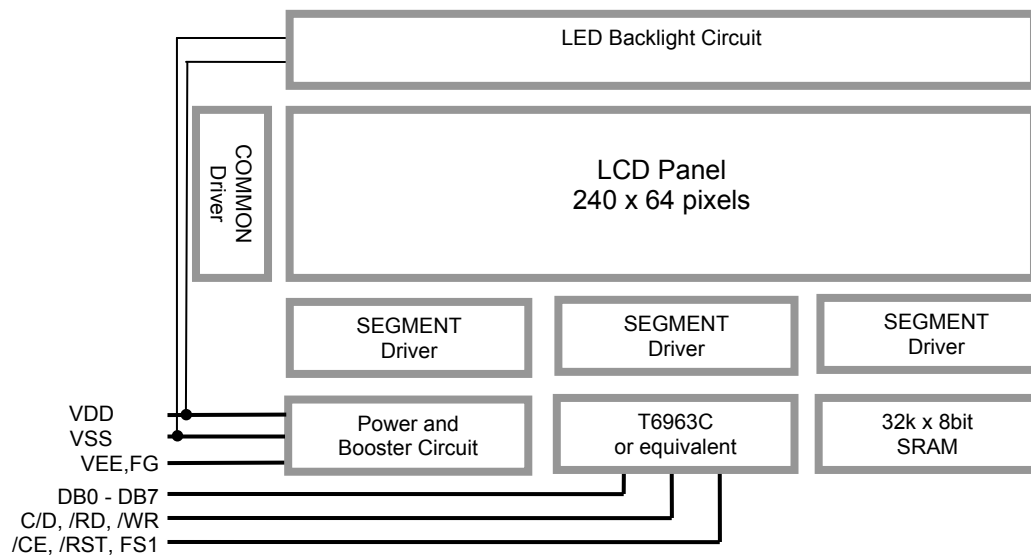 LED Backlight Circuit
COMMON
Driver
LCD Panel
240 x 64 pixels
SEGMENT
Driver
SEGMENT
Driver
SEGMENT
Driver
VDD
VSS
VEE,FG
Power and
Booster Circuit
T6963C
or equivalent
32k x 8bit
SRAM
DB0 - DB7
C/D, /RD, /WR
/CE, /RST, FS1